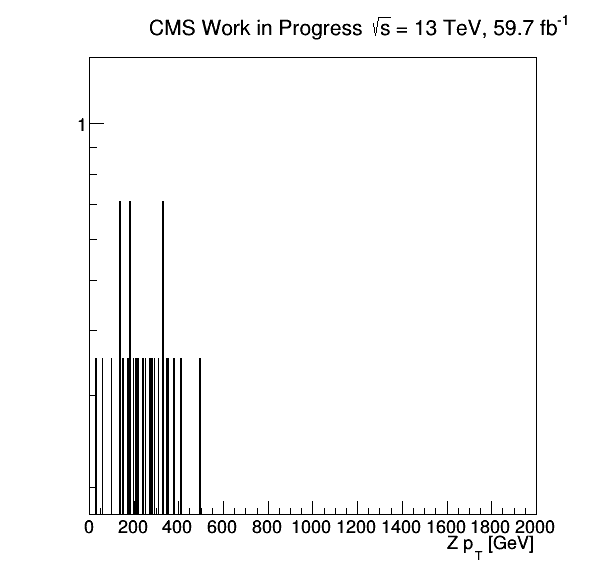 CMS Work in Progress √s = 13 TeV, 59.7 fb⁻¹
1
0 200 400 600 800 1000 1200 1400 1600 1800 2000
Z p_T [GeV]